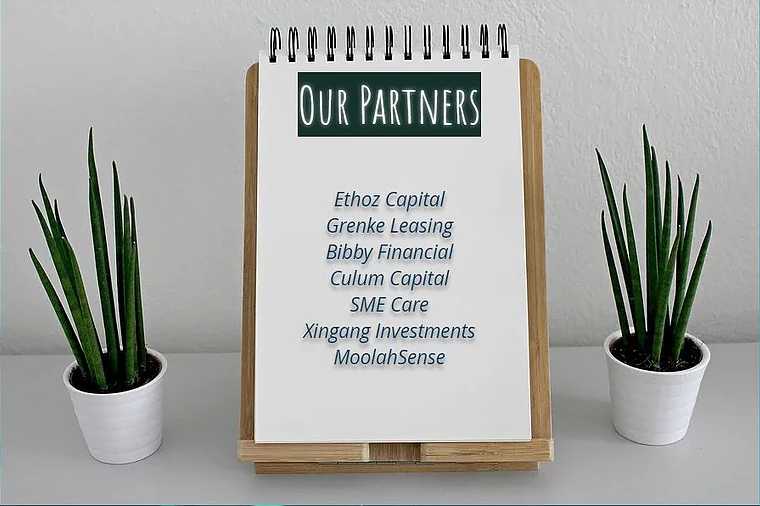 Our Partners
Ethoz Capital
Grenke Leasing
Bibby Financial
Culum Capital
SME Care
Xingang Investments
MoolahSense